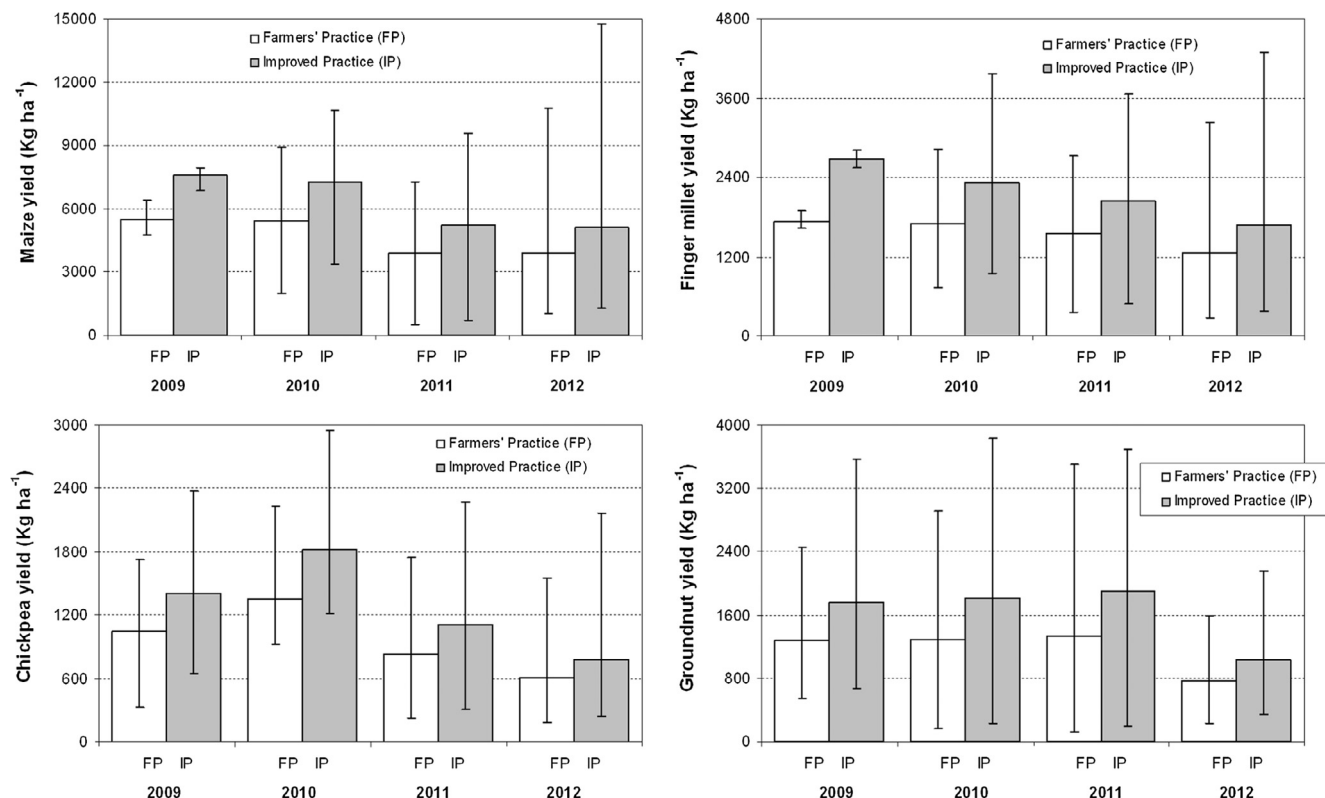 Maize yield (Kg ha⁻¹)
15000
12000
9000
6000
3000
0
Farmers' Practice (FP)
Improved Practice (IP)
FP IP FP IP FP IP FP IP
2009 2010 2011 2012
Finger millet yield (Kg ha⁻¹)
4800
3600
2400
1200
0
Farmers' Practice (FP)
Improved Practice (IP)
FP IP FP IP FP IP FP IP
2009 2010 2011 2012
Chickpea yield (Kg ha⁻¹)
3000
2400
1800
1200
600
0
Farmers' Practice (FP)
Improved Practice (IP)
FP IP FP IP FP IP FP IP
2009 2010 2011 2012
Groundnut yield (Kg ha⁻¹)
4000
3200
2400
1600
800
0
Farmers' Practice (FP)
Improved Practice (IP)
FP IP FP IP FP IP FP IP
2009 2010 2011 2012